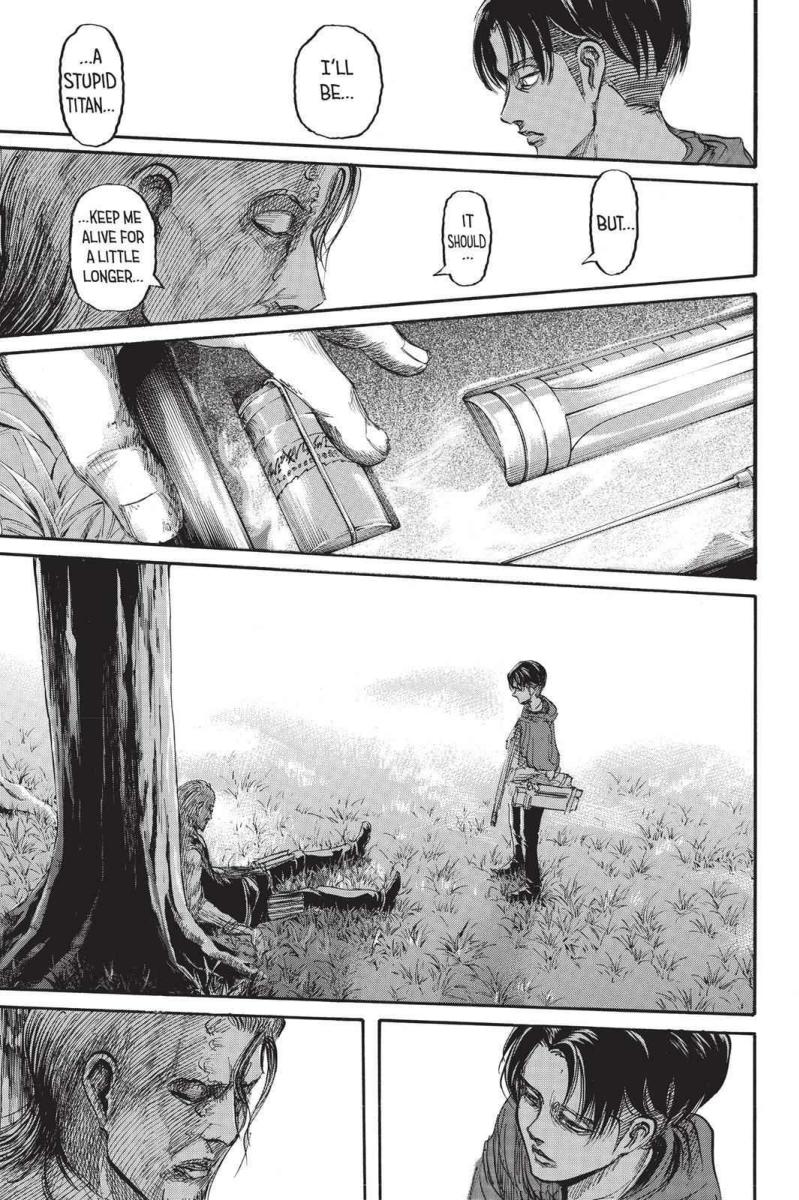 I'LL
BE...
...A
STUPID
TITAN...
BUT...
IT
SHOULD
...
...KEEP ME
ALIVE FOR
A LITTLE
LONGER...